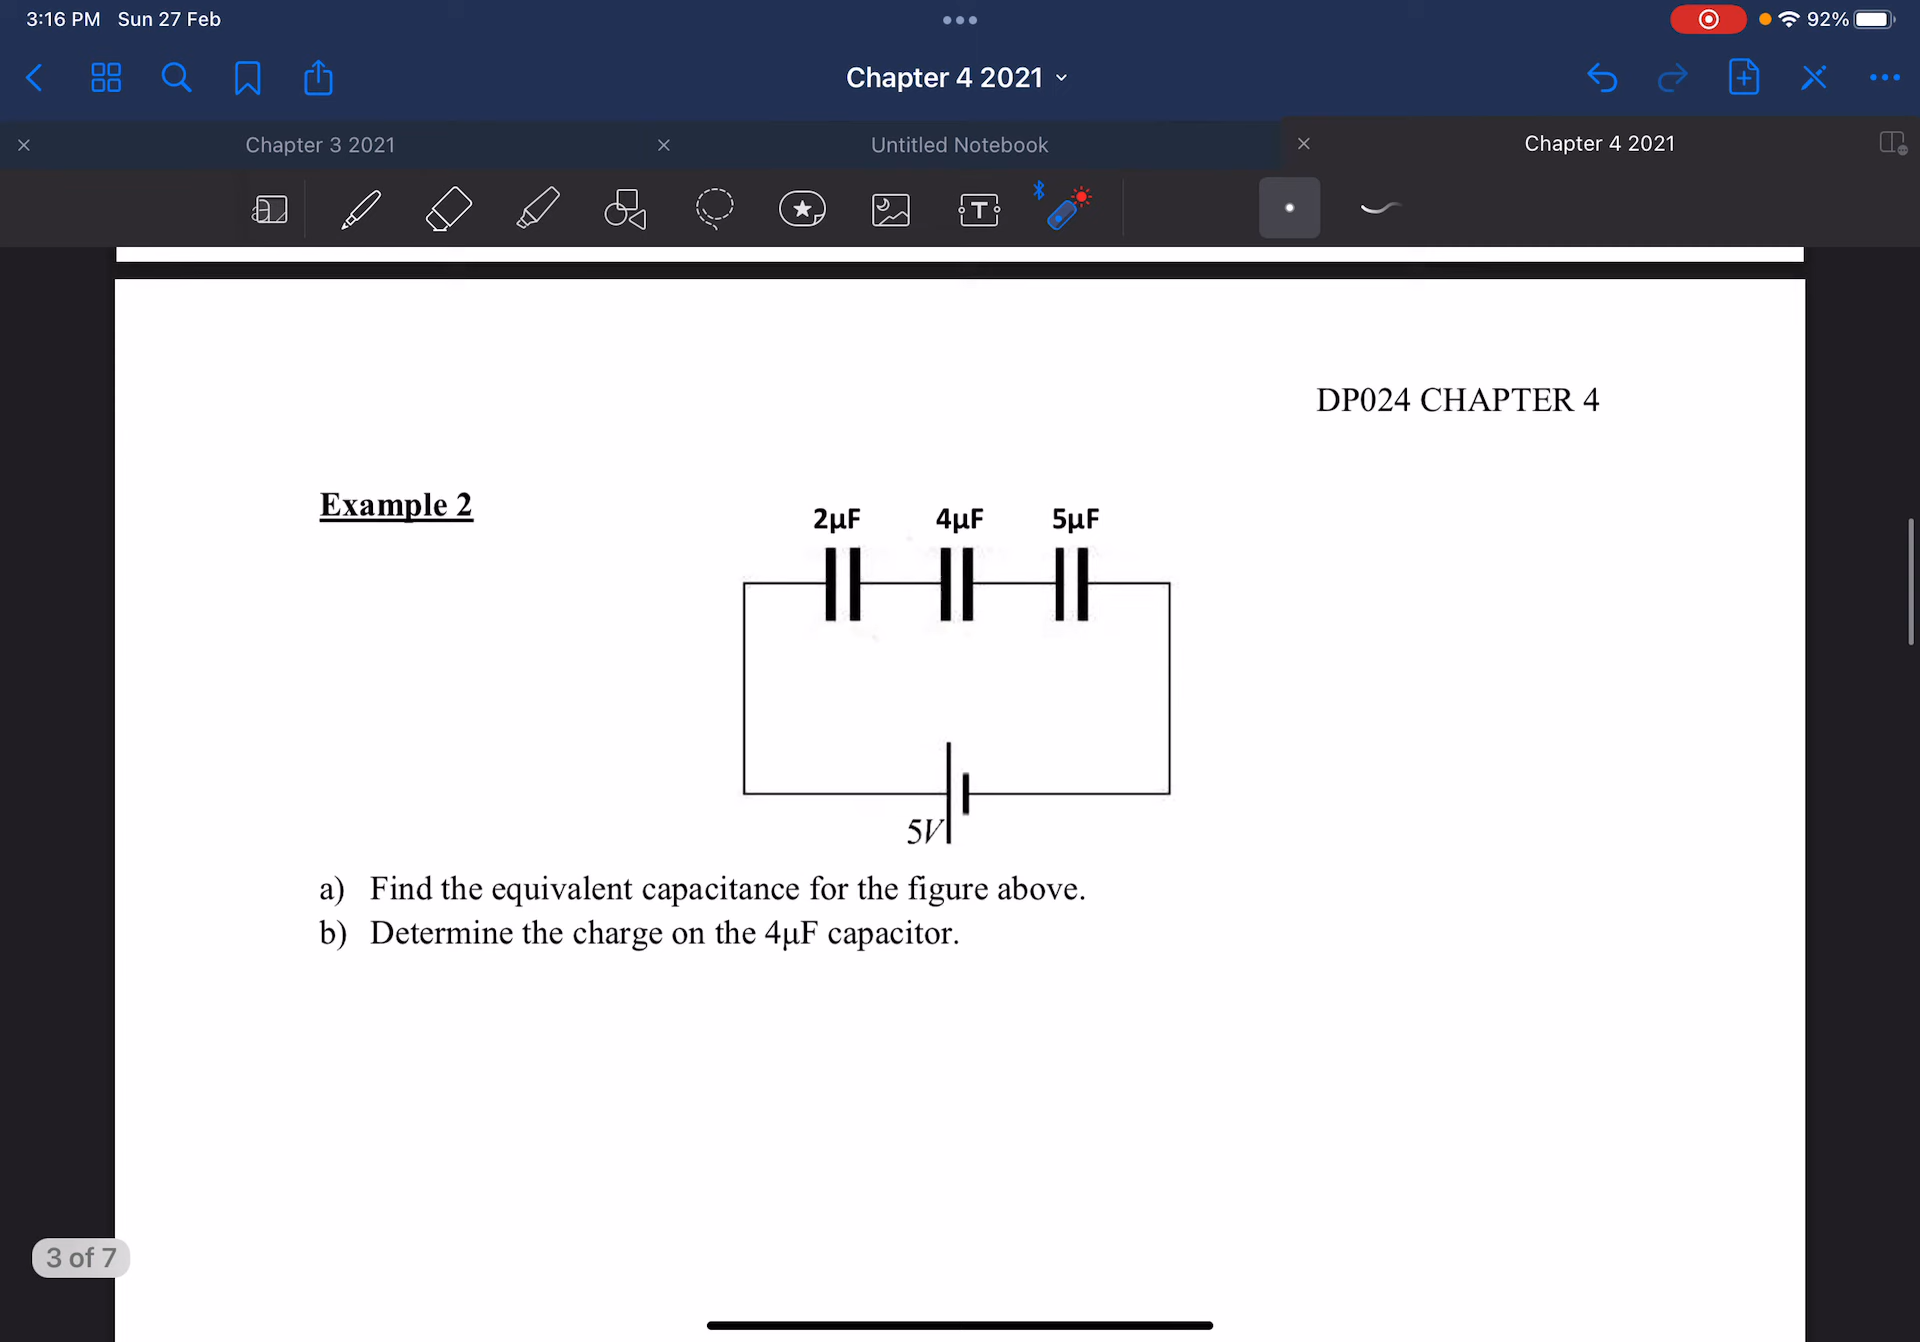 3:16 PM Sun 27 Feb
92%
Chapter 4 2021
Chapter 3 2021
Untitled Notebook
Chapter 4 2021
DP024 CHAPTER 4
Example 2
2µF 4µF 5µF
5V
a) Find the equivalent capacitance for the figure above.
b) Determine the charge on the 4µF capacitor.
3 of 7